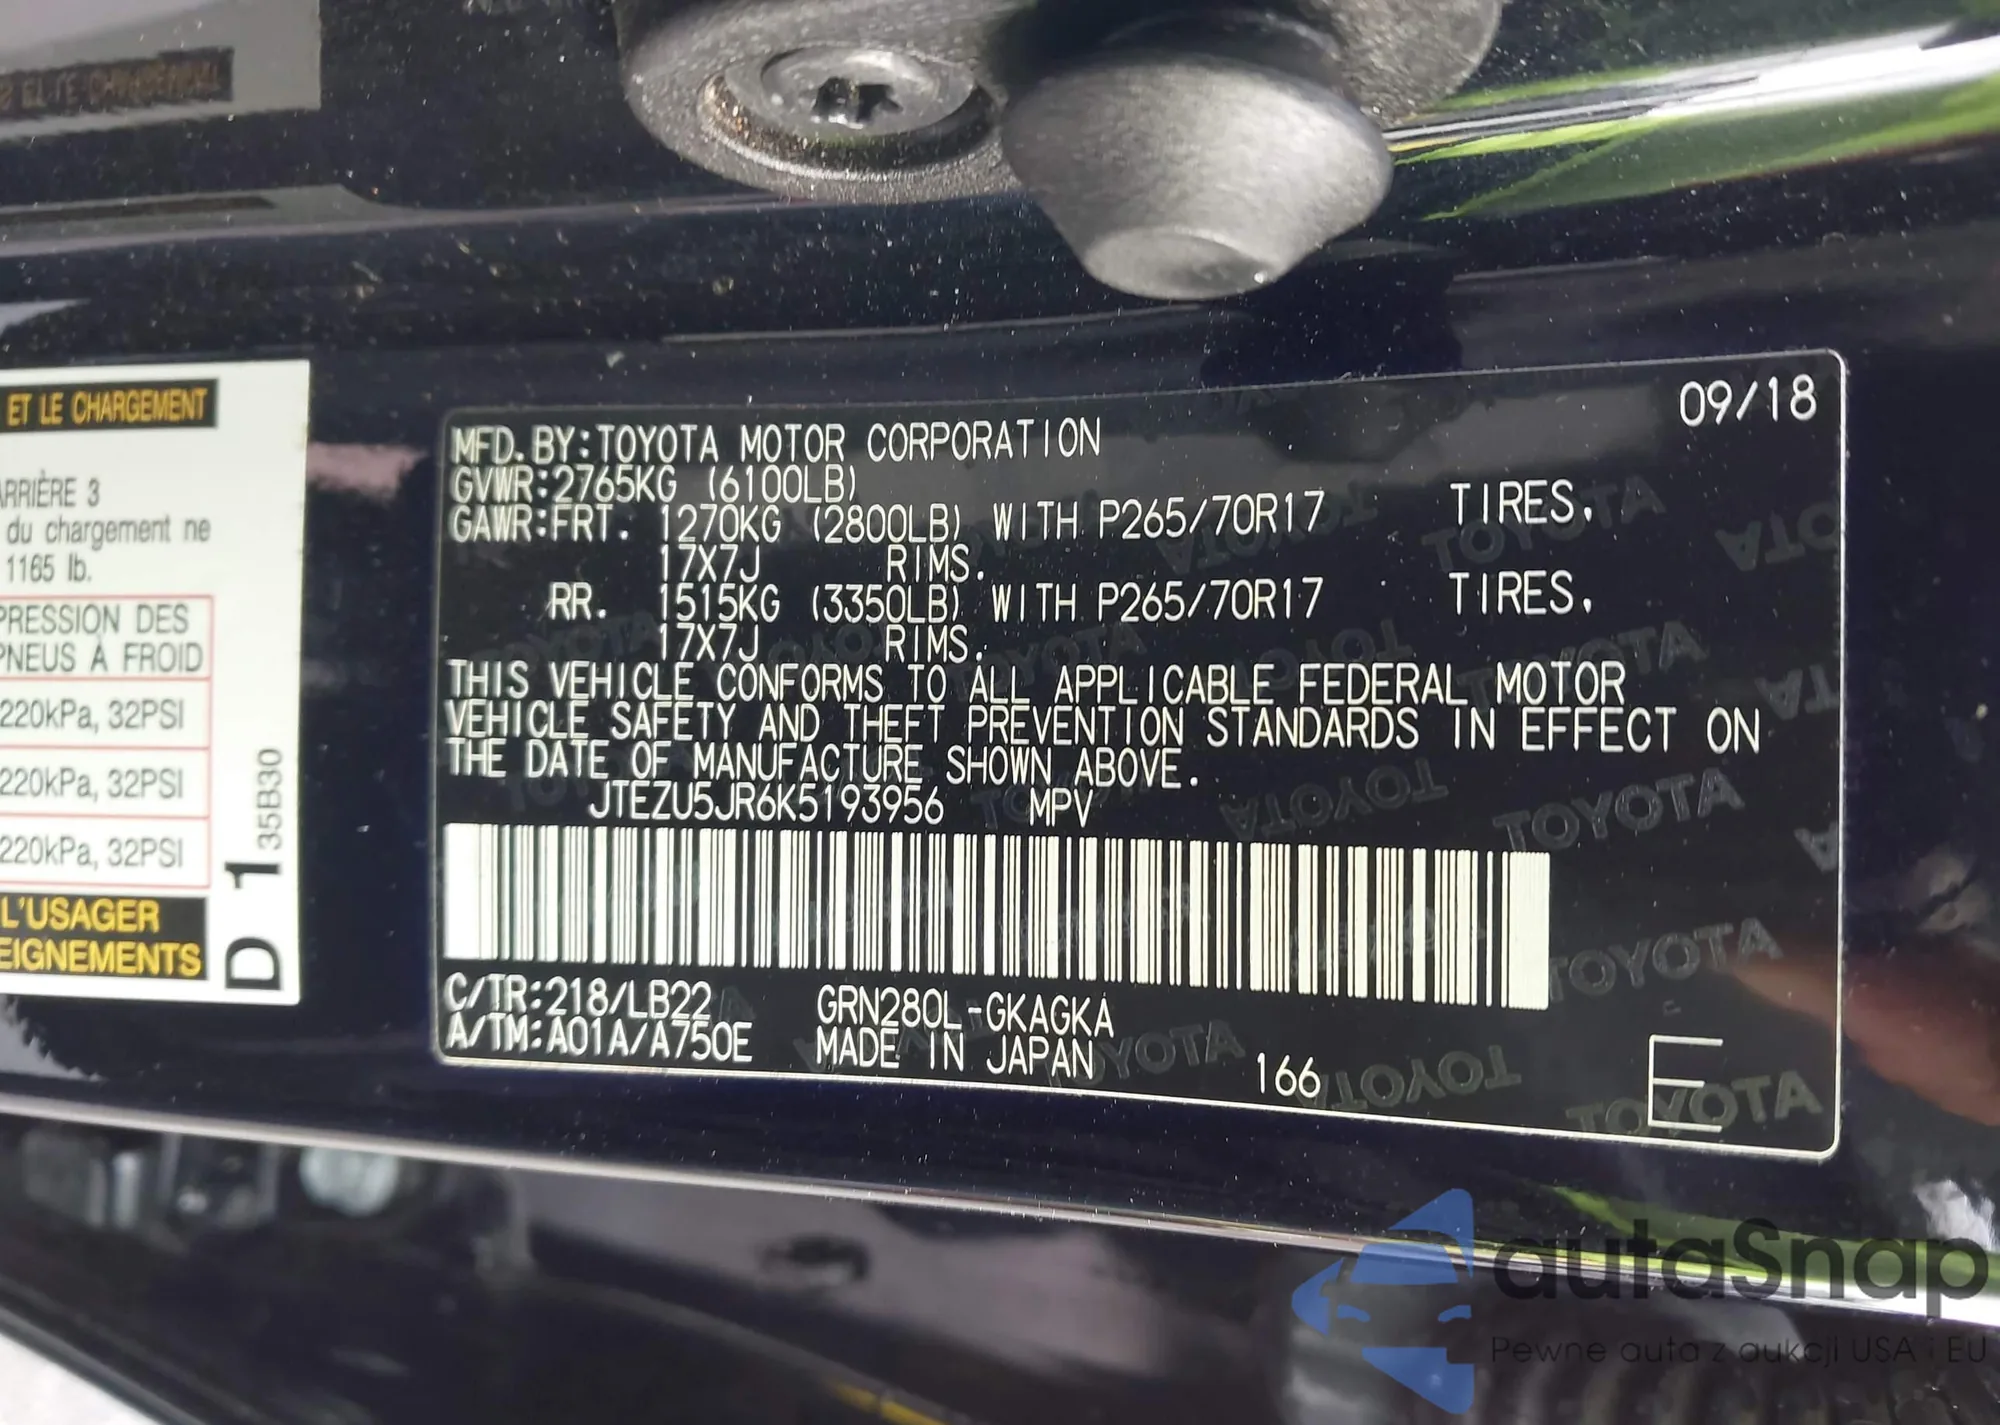 ET LE CHARGEMENT
ARRIÈRE 3
du chargement ne
1165 lb.
PRESSION DES
PNEUS À FROID
220kPa, 32PSI
220kPa, 32PSI
220kPa, 32PSI
L'USAGER
EIGNEMENTS
D 1 35B30
09/18
MFD.BY:TOYOTA MOTOR CORPORATION
GVWR:2765KG (6100LB)
GAWR:FRT. 1270KG (2800LB) WITH P265/70R17 TIRES,
17X7J RIMS.
RR. 1515KG (3350LB) WITH P265/70R17 TIRES,
17X7J RIMS.
THIS VEHICLE CONFORMS TO ALL APPLICABLE FEDERAL MOTOR
VEHICLE SAFETY AND THEFT PREVENTION STANDARDS IN EFFECT ON
THE DATE OF MANUFACTURE SHOWN ABOVE.
JTEZU5JR6K5193956 MPV
C/TR:218/LB22 GRN280L-GKAGKA
A/TM:A01A/A750E MADE IN JAPAN 166
E
autaSnap
Pewne auta z aukcji USA i EU